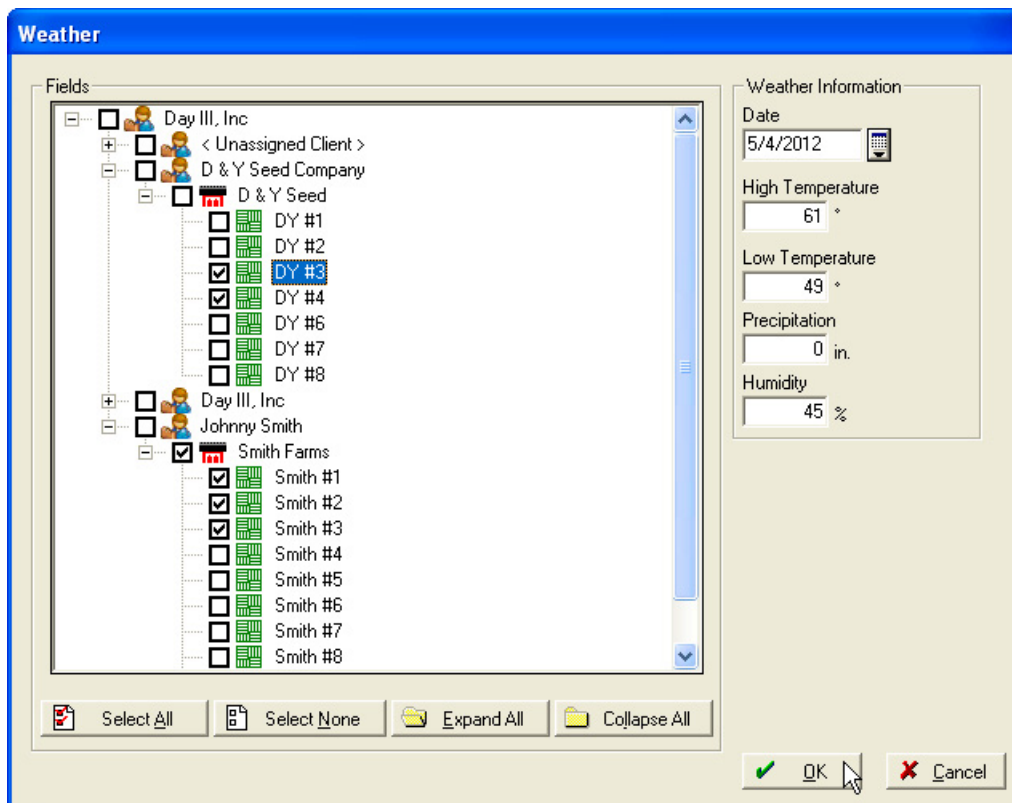 Weather
Fields
Day III, Inc
< Unassigned Client >
D & Y Seed Company
D & Y Seed
DY #1
DY #2
DY #3
DY #4
DY #6
DY #7
DY #8
Day III, Inc
Johnny Smith
Smith Farms
Smith #1
Smith #2
Smith #3
Smith #4
Smith #5
Smith #6
Smith #7
Smith #8
Select All
Select None
Expand All
Collapse All
Weather Information
Date
5/4/2012
High Temperature
61 °
Low Temperature
49 °
Precipitation
0 in.
Humidity
45 %
OK
Cancel